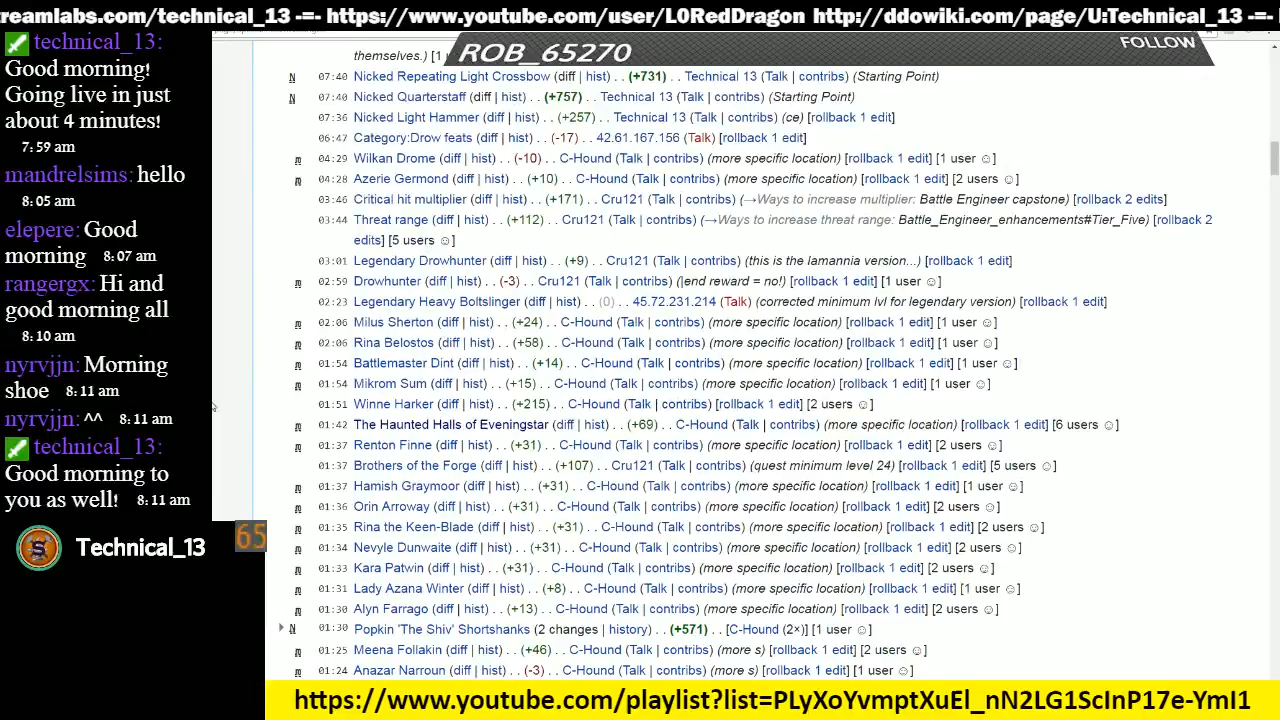 reamlabs.com/technical_13 -=- https://www.youtube.com/user/L0RedDragon http://ddowiki.com/page/U:Technical_13 -=-
technical_13:
Good morning!
Going live in just
about 4 minutes!
7:59 am
mandrelsims: hello
8:05 am
elepere: Good
morning 8:07 am
rangergx: Hi and
good morning all
8:10 am
nyrvjjn: Morning
shoe 8:11 am
nyrvjjn: ^^ 8:11 am
technical_13:
Good morning to
you as well! 8:11 am
Technical_13
65
ROB_65270
FOLLOW
themselves.) [1
N 07:40 Nicked Repeating Light Crossbow (diff | hist) . . (+731) . . Technical 13 (Talk | contribs) (Starting Point)
N 07:40 Nicked Quarterstaff (diff | hist) . . (+757) . . Technical 13 (Talk | contribs) (Starting Point)
07:36 Nicked Light Hammer (diff | hist) . . (+257) . . Technical 13 (Talk | contribs) (ce) [rollback 1 edit]
06:47 Category:Drow feats (diff | hist) . . (-17) . . 42.61.167.156 (Talk) [rollback 1 edit]
m 04:29 Wilkan Drome (diff | hist) . . (-10) . . C-Hound (Talk | contribs) (more specific location) [rollback 1 edit] [1 user ☺]
m 04:28 Azerie Germond (diff | hist) . . (+10) . . C-Hound (Talk | contribs) (more specific location) [rollback 1 edit] [2 users ☺]
03:46 Critical hit multiplier (diff | hist) . . (+171) . . Cru121 (Talk | contribs) (→Ways to increase multiplier: Battle Engineer capstone) [rollback 2 edits]
03:44 Threat range (diff | hist) . . (+112) . . Cru121 (Talk | contribs) (→Ways to increase threat range: Battle_Engineer_enhancements#Tier_Five) [rollback 2
edits] [5 users ☺]
03:01 Legendary Drowhunter (diff | hist) . . (+9) . . Cru121 (Talk | contribs) (this is the lamannia version...) [rollback 1 edit]
m 02:59 Drowhunter (diff | hist) . . (-3) . . Cru121 (Talk | contribs) (|end reward = no!) [rollback 1 edit] [1 user ☺]
02:23 Legendary Heavy Boltslinger (diff | hist) . . (0) . . 45.72.231.214 (Talk) (corrected minimum lvl for legendary version) [rollback 1 edit]
m 02:06 Milus Sherton (diff | hist) . . (+24) . . C-Hound (Talk | contribs) (more specific location) [rollback 1 edit] [1 user ☺]
m 02:06 Rina Belostos (diff | hist) . . (+58) . . C-Hound (Talk | contribs) (more specific location) [rollback 1 edit] [1 user ☺]
m 01:54 Battlemaster Dint (diff | hist) . . (+14) . . C-Hound (Talk | contribs) (more specific location) [rollback 1 edit] [1 user ☺]
m 01:54 Mikrom Sum (diff | hist) . . (+15) . . C-Hound (Talk | contribs) (more specific location) [rollback 1 edit] [1 user ☺]
01:51 Winne Harker (diff | hist) . . (+215) . . C-Hound (Talk | contribs) [rollback 1 edit] [2 users ☺]
m 01:42 The Haunted Halls of Eveningstar (diff | hist) . . (+69) . . C-Hound (Talk | contribs) (more specific location) [rollback 1 edit] [6 users ☺]
m 01:37 Renton Finne (diff | hist) . . (+31) . . C-Hound (Talk | contribs) (more specific location) [rollback 1 edit] [2 users ☺]
01:37 Brothers of the Forge (diff | hist) . . (+107) . . Cru121 (Talk | contribs) (quest minimum level 24) [rollback 1 edit] [5 users ☺]
m 01:37 Hamish Graymoor (diff | hist) . . (+31) . . C-Hound (Talk | contribs) (more specific location) [rollback 1 edit] [1 user ☺]
m 01:36 Orin Arroway (diff | hist) . . (+31) . . C-Hound (Talk | contribs) (more specific location) [rollback 1 edit] [2 users ☺]
m 01:35 Rina the Keen-Blade (diff | hist) . . (+31) . . C-Hound (Talk | contribs) (more specific location) [rollback 1 edit] [2 users ☺]
m 01:34 Nevyle Dunwaite (diff | hist) . . (+31) . . C-Hound (Talk | contribs) (more specific location) [rollback 1 edit] [2 users ☺]
m 01:33 Kara Patwin (diff | hist) . . (+31) . . C-Hound (Talk | contribs) (more specific location) [rollback 1 edit] [2 users ☺]
m 01:31 Lady Azana Winter (diff | hist) . . (+8) . . C-Hound (Talk | contribs) (more specific location) [rollback 1 edit] [1 user ☺]
m 01:30 Alyn Farrago (diff | hist) . . (+13) . . C-Hound (Talk | contribs) (more specific location) [rollback 1 edit] [2 users ☺]
N 01:30 Popkin 'The Shiv' Shortshanks (2 changes | history) . . (+571) . . [C-Hound (2×)] [1 user ☺]
m 01:25 Meena Follakin (diff | hist) . . (+46) . . C-Hound (Talk | contribs) (more s) [rollback 1 edit] [2 users ☺]
m 01:24 Anazar Narroun (diff | hist) . . (-3) . . C-Hound (Talk | contribs) (more s) [rollback 1 edit] [1 user ☺]
https://www.youtube.com/playlist?list=PLyXoYvmptXuEl_nN2LG1ScInP17e-YmI1